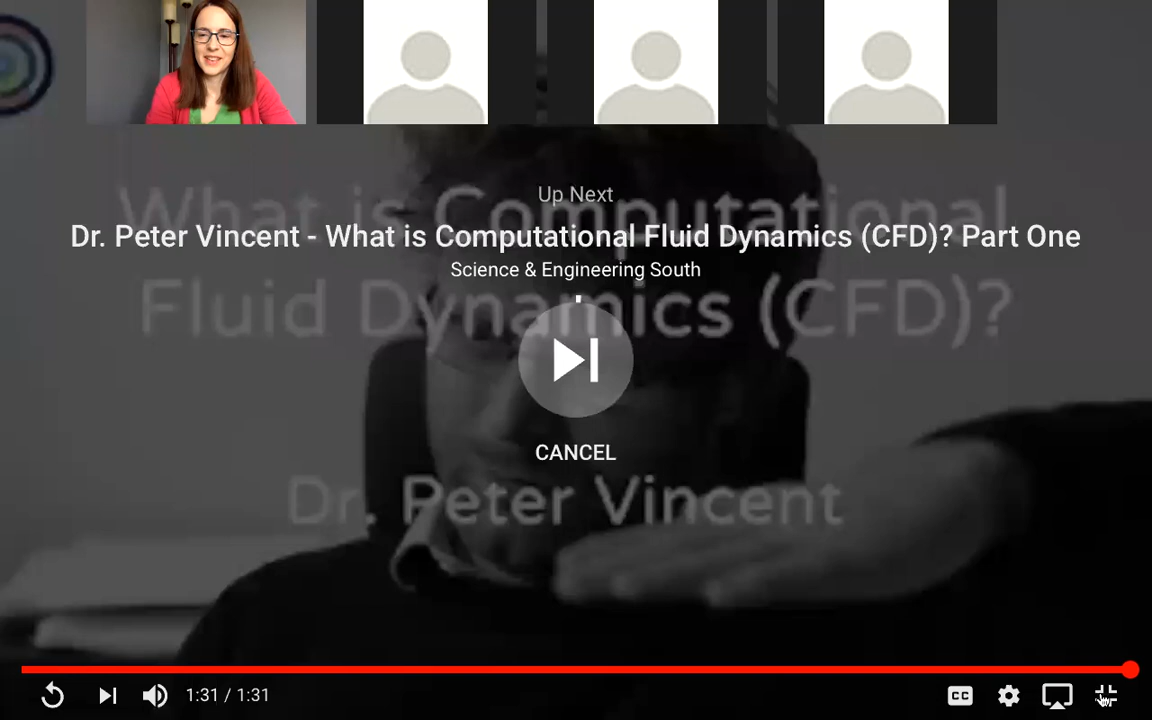 Up Next
What is Computational
Dr. Peter Vincent - What is Computational Fluid Dynamics (CFD)? Part One
Science & Engineering South
Fluid Dynamics (CFD)?
CANCEL
Dr. Peter Vincent
1:31 / 1:31
CC